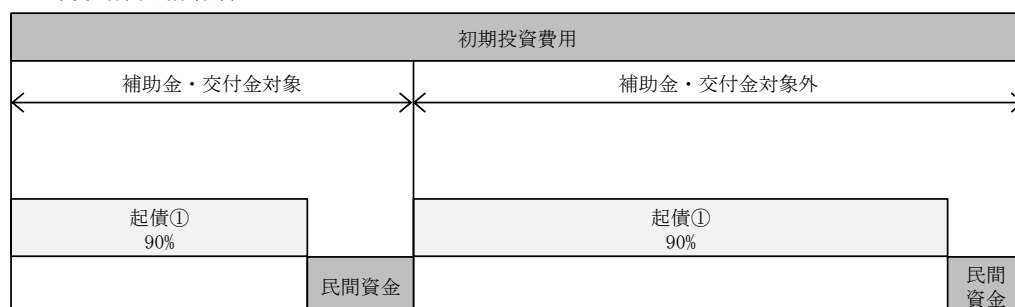 初期投資費用
補助金・交付金対象
補助金・交付金対象外
起債①
90%
起債①
90%
民間資金
民間
資金